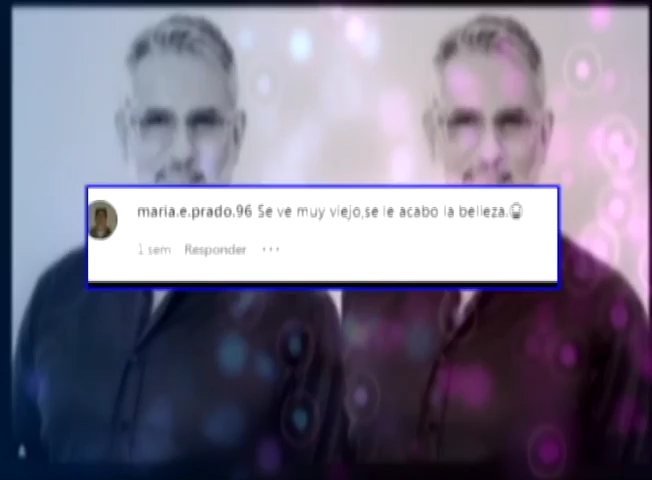 maria.e.prado.96 Se ve muy viejo,se le acabo la belleza.
1 sem Responder ...